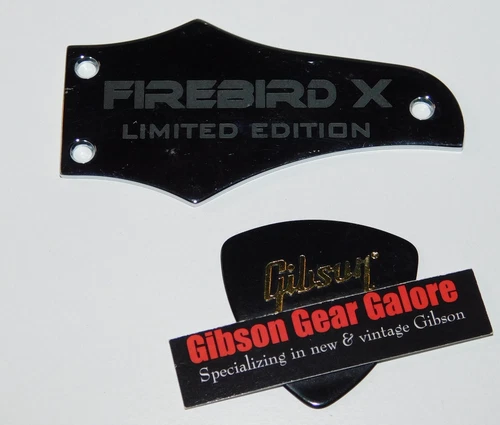 FIREBIRD X
LIMITED EDITION
Gibson
Gibson Gear Galore
Specializing in new & vintage Gibson